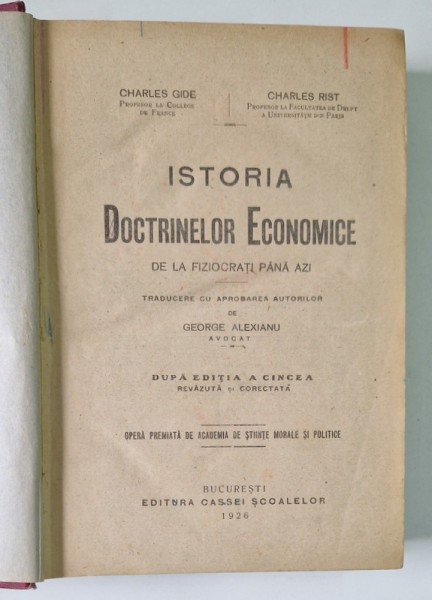 CHARLES GIDE
PROFESOR LA COLLEGE
DE FRANCE
CHARLES RIST
PROFESOR LA FACULTATEA DE DREPT
A UNIVERSITĂȚII DIN PARIS
ISTORIA
DOCTRINELOR ECONOMICE
DE LA FIZIOCRAȚI PÂNĂ AZI
TRADUCERE CU APROBAREA AUTORILOR
DE
GEORGE ALEXIANU
AVOCAT
DUPĂ EDIȚIA A CINCEA
REVĂZUTĂ ȘI CORECTATĂ
OPERĂ PREMIATĂ DE ACADEMIA DE ȘTIINȚE MORALE ȘI POLITICE
BUCUREȘTI
EDITURA CASSEI ȘCOALELOR
1926